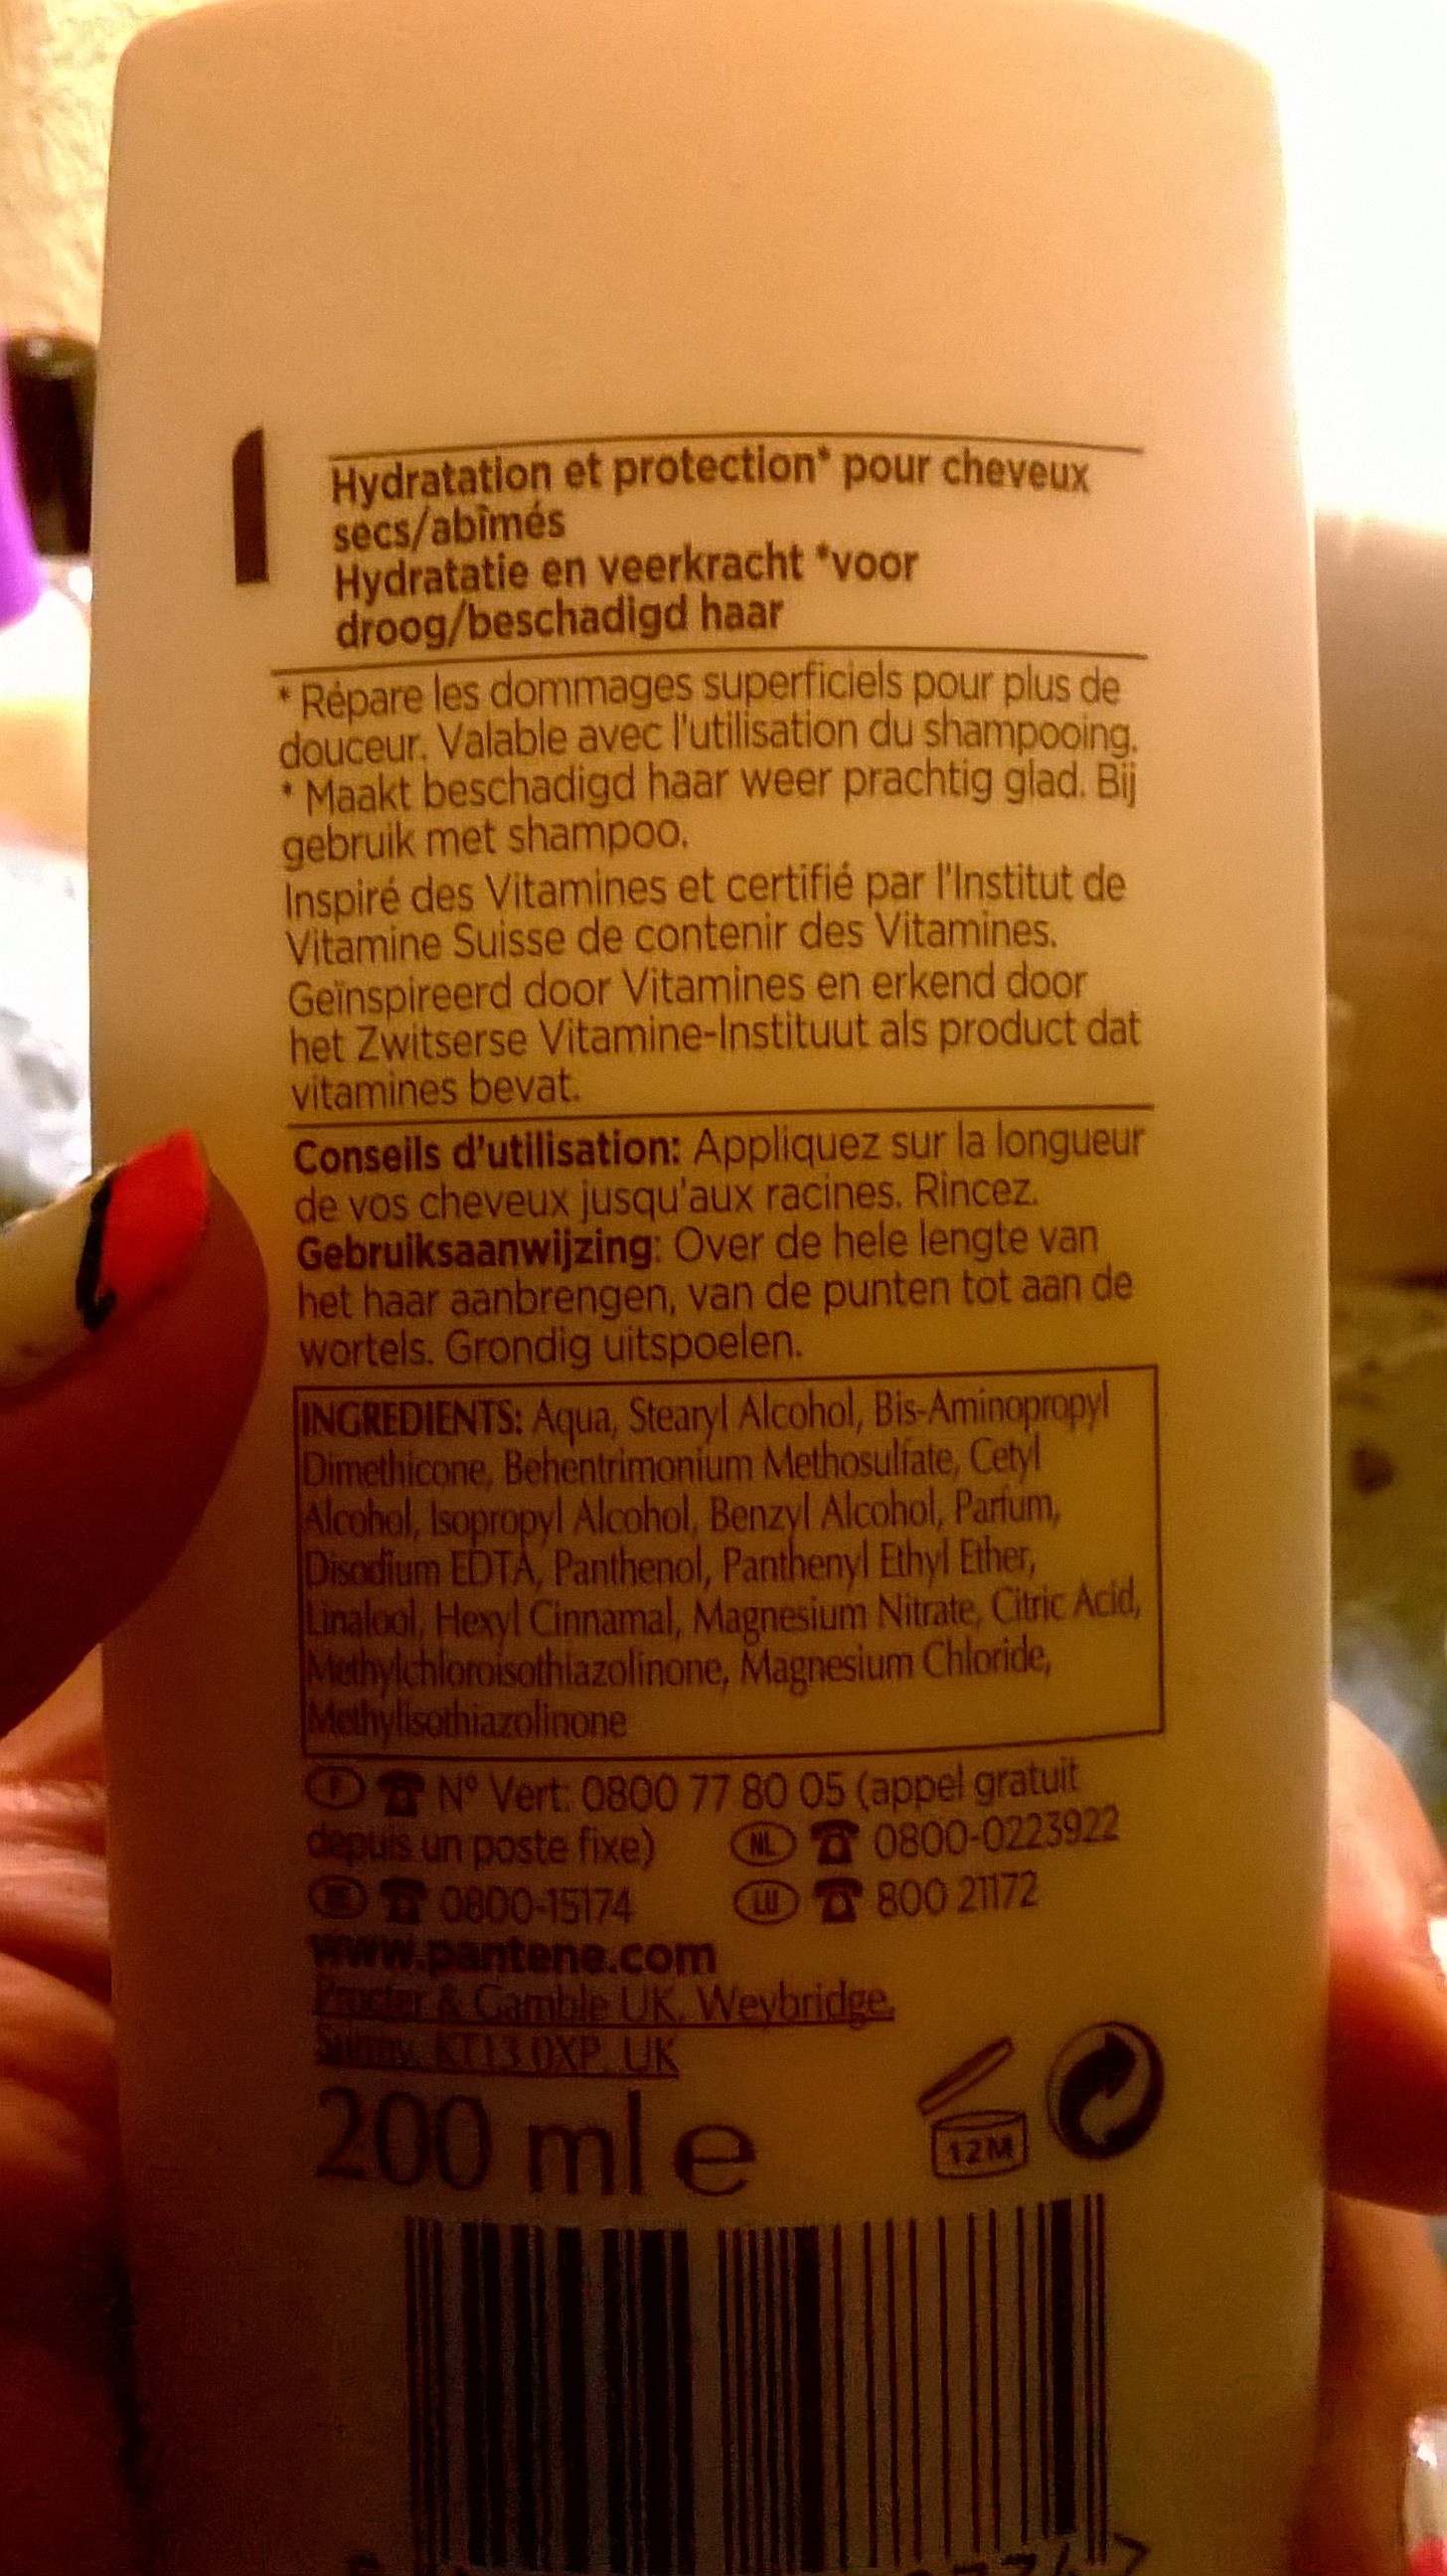 Hydratation et protection* pour cheveux
secs/abîmés
Hydratatie en veerkracht *voor
droog/beschadigd haar
* Répare les dommages superficiels pour plus de
douceur. Valable avec l'utilisation du shampooing.
* Maakt beschadigd haar weer prachtig glad. Bij
gebruik met shampoo.
Inspiré des Vitamines et certifié par l'Institut de
Vitamine Suisse de contenir des Vitamines.
Geïnspireerd door Vitamines en erkend door
het Zwitserse Vitamine-Instituut als product dat
vitamines bevat.
Conseils d'utilisation: Appliquez sur la longueur
de vos cheveux jusqu'aux racines. Rincez.
Gebruiksaanwijzing: Over de hele lengte van
het haar aanbrengen, van de punten tot aan de
wortels. Grondig uitspoelen.
INGREDIENTS: Aqua, Stearyl Alcohol, Bis-Aminopropyl
Dimethicone, Behentrimonium Methosulfate, Cetyl
Alcohol, Isopropyl Alcohol, Benzyl Alcohol, Parfum,
Disodium EDTA, Panthenol, Panthenyl Ethyl Ether,
Linalool, Hexyl Cinnamal, Magnesium Nitrate, Citric Acid,
Methylchloroisothiazolinone, Magnesium Chloride,
Methylisothiazolinone
F N° Vert: 0800 77 80 05 (appel gratuit
depuis un poste fixe) NL 0800-0223922
BE 0800-15174 LU 800 21172
www.pantene.com
Procter & Gamble UK, Weybridge,
Surrey, KT13 0XP, UK
200 ml e
12M